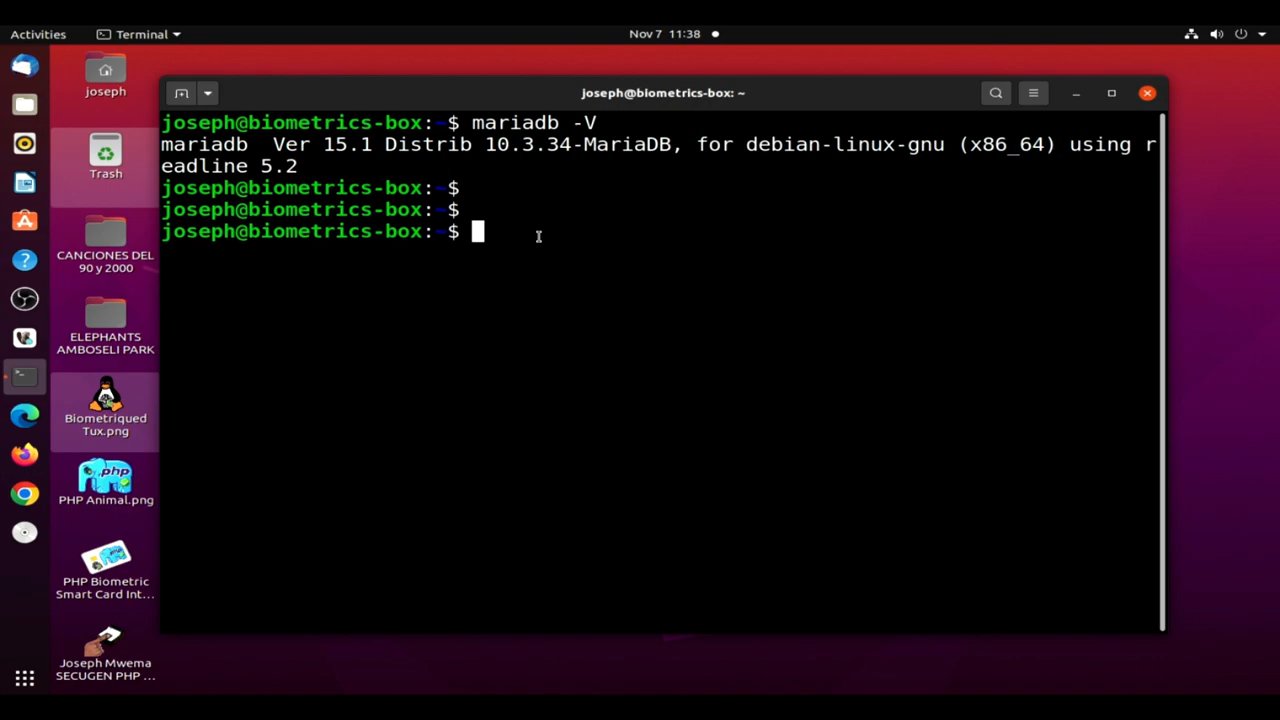 Activities
Terminal
Nov 7 11:38
joseph@biometrics-box: ~
joseph@biometrics-box:~$ mariadb -V
mariadb  Ver 15.1 Distrib 10.3.34-MariaDB, for debian-linux-gnu (x86_64) using r
eadline 5.2
joseph@biometrics-box:~$
joseph@biometrics-box:~$
joseph@biometrics-box:~$
joseph
Trash
CANCIONES DEL
90 y 2000
ELEPHANTS
AMBOSELI PARK
Biometriqued
Tux.png
php
PHP Animal.png
PHP Biometric
Smart Card Int...
Joseph Mwema
SECUGEN PHP ...